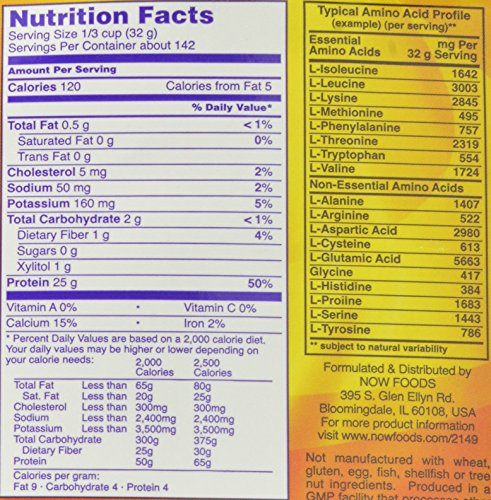 Nutrition Facts
Serving Size 1/3 cup (32 g)
Servings Per Container about 142
Amount Per Serving
Calories 120 Calories from Fat 5
% Daily Value*
Total Fat 0.5 g < 1%
Saturated Fat 0 g 0%
Trans Fat 0 g
Cholesterol 5 mg 2%
Sodium 50 mg 2%
Potassium 160 mg 5%
Total Carbohydrate 2 g < 1%
Dietary Fiber 1 g 4%
Sugars 0 g
Xylitol 1 g
Protein 25 g 50%
Vitamin A 0% • Vitamin C 0%
Calcium 15% • Iron 2%
* Percent Daily Values are based on a 2,000 calorie diet.
Your daily values may be higher or lower depending on
your calorie needs: 2,000 2,500
Calories Calories
Total Fat Less than 65g 80g
Sat. Fat Less than 20g 25g
Cholesterol Less than 300mg 300mg
Sodium Less than 2,400mg 2,400mg
Potassium Less than 3,500mg 3,500mg
Total Carbohydrate 300g 375g
Dietary Fiber 25g 30g
Protein 50g 65g
Calories per gram:
Fat 9 · Carbohydrate 4 · Protein 4
Typical Amino Acid Profile
(example) (per serving)**
Essential mg Per
Amino Acids 32 g Serving
L-Isoleucine 1642
L-Leucine 3003
L-Lysine 2845
L-Methionine 495
L-Phenylalanine 757
L-Threonine 2319
L-Tryptophan 554
L-Valine 1724
Non-Essential Amino Acids
L-Alanine 1407
L-Arginine 522
L-Aspartic Acid 2980
L-Cysteine 613
L-Glutamic Acid 5663
Glycine 417
L-Histidine 384
L-Proiine 1683
L-Serine 1443
L-Tyrosine 786
** subject to natural variability
Formulated & Distributed by
NOW FOODS
395 S. Glen Ellyn Rd.
Bloomingdale, IL 60108, USA
For more product information
visit www.nowfoods.com/2149
Not manufactured with wheat,
gluten, egg, fish, shellfish or tree
nut ingredients. Produced in a
GMP facility that processes